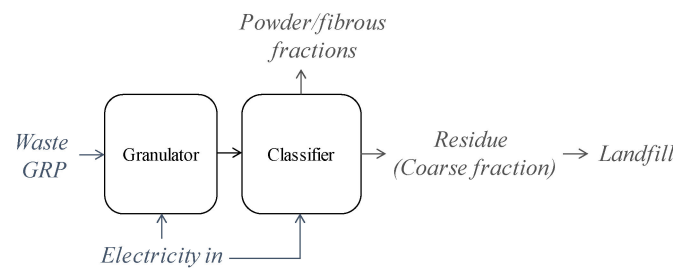 Powder/fibrous
fractions
Waste
GRP
Granulator
Classifier
Residue
(Coarse fraction)
Landfill
Electricity in